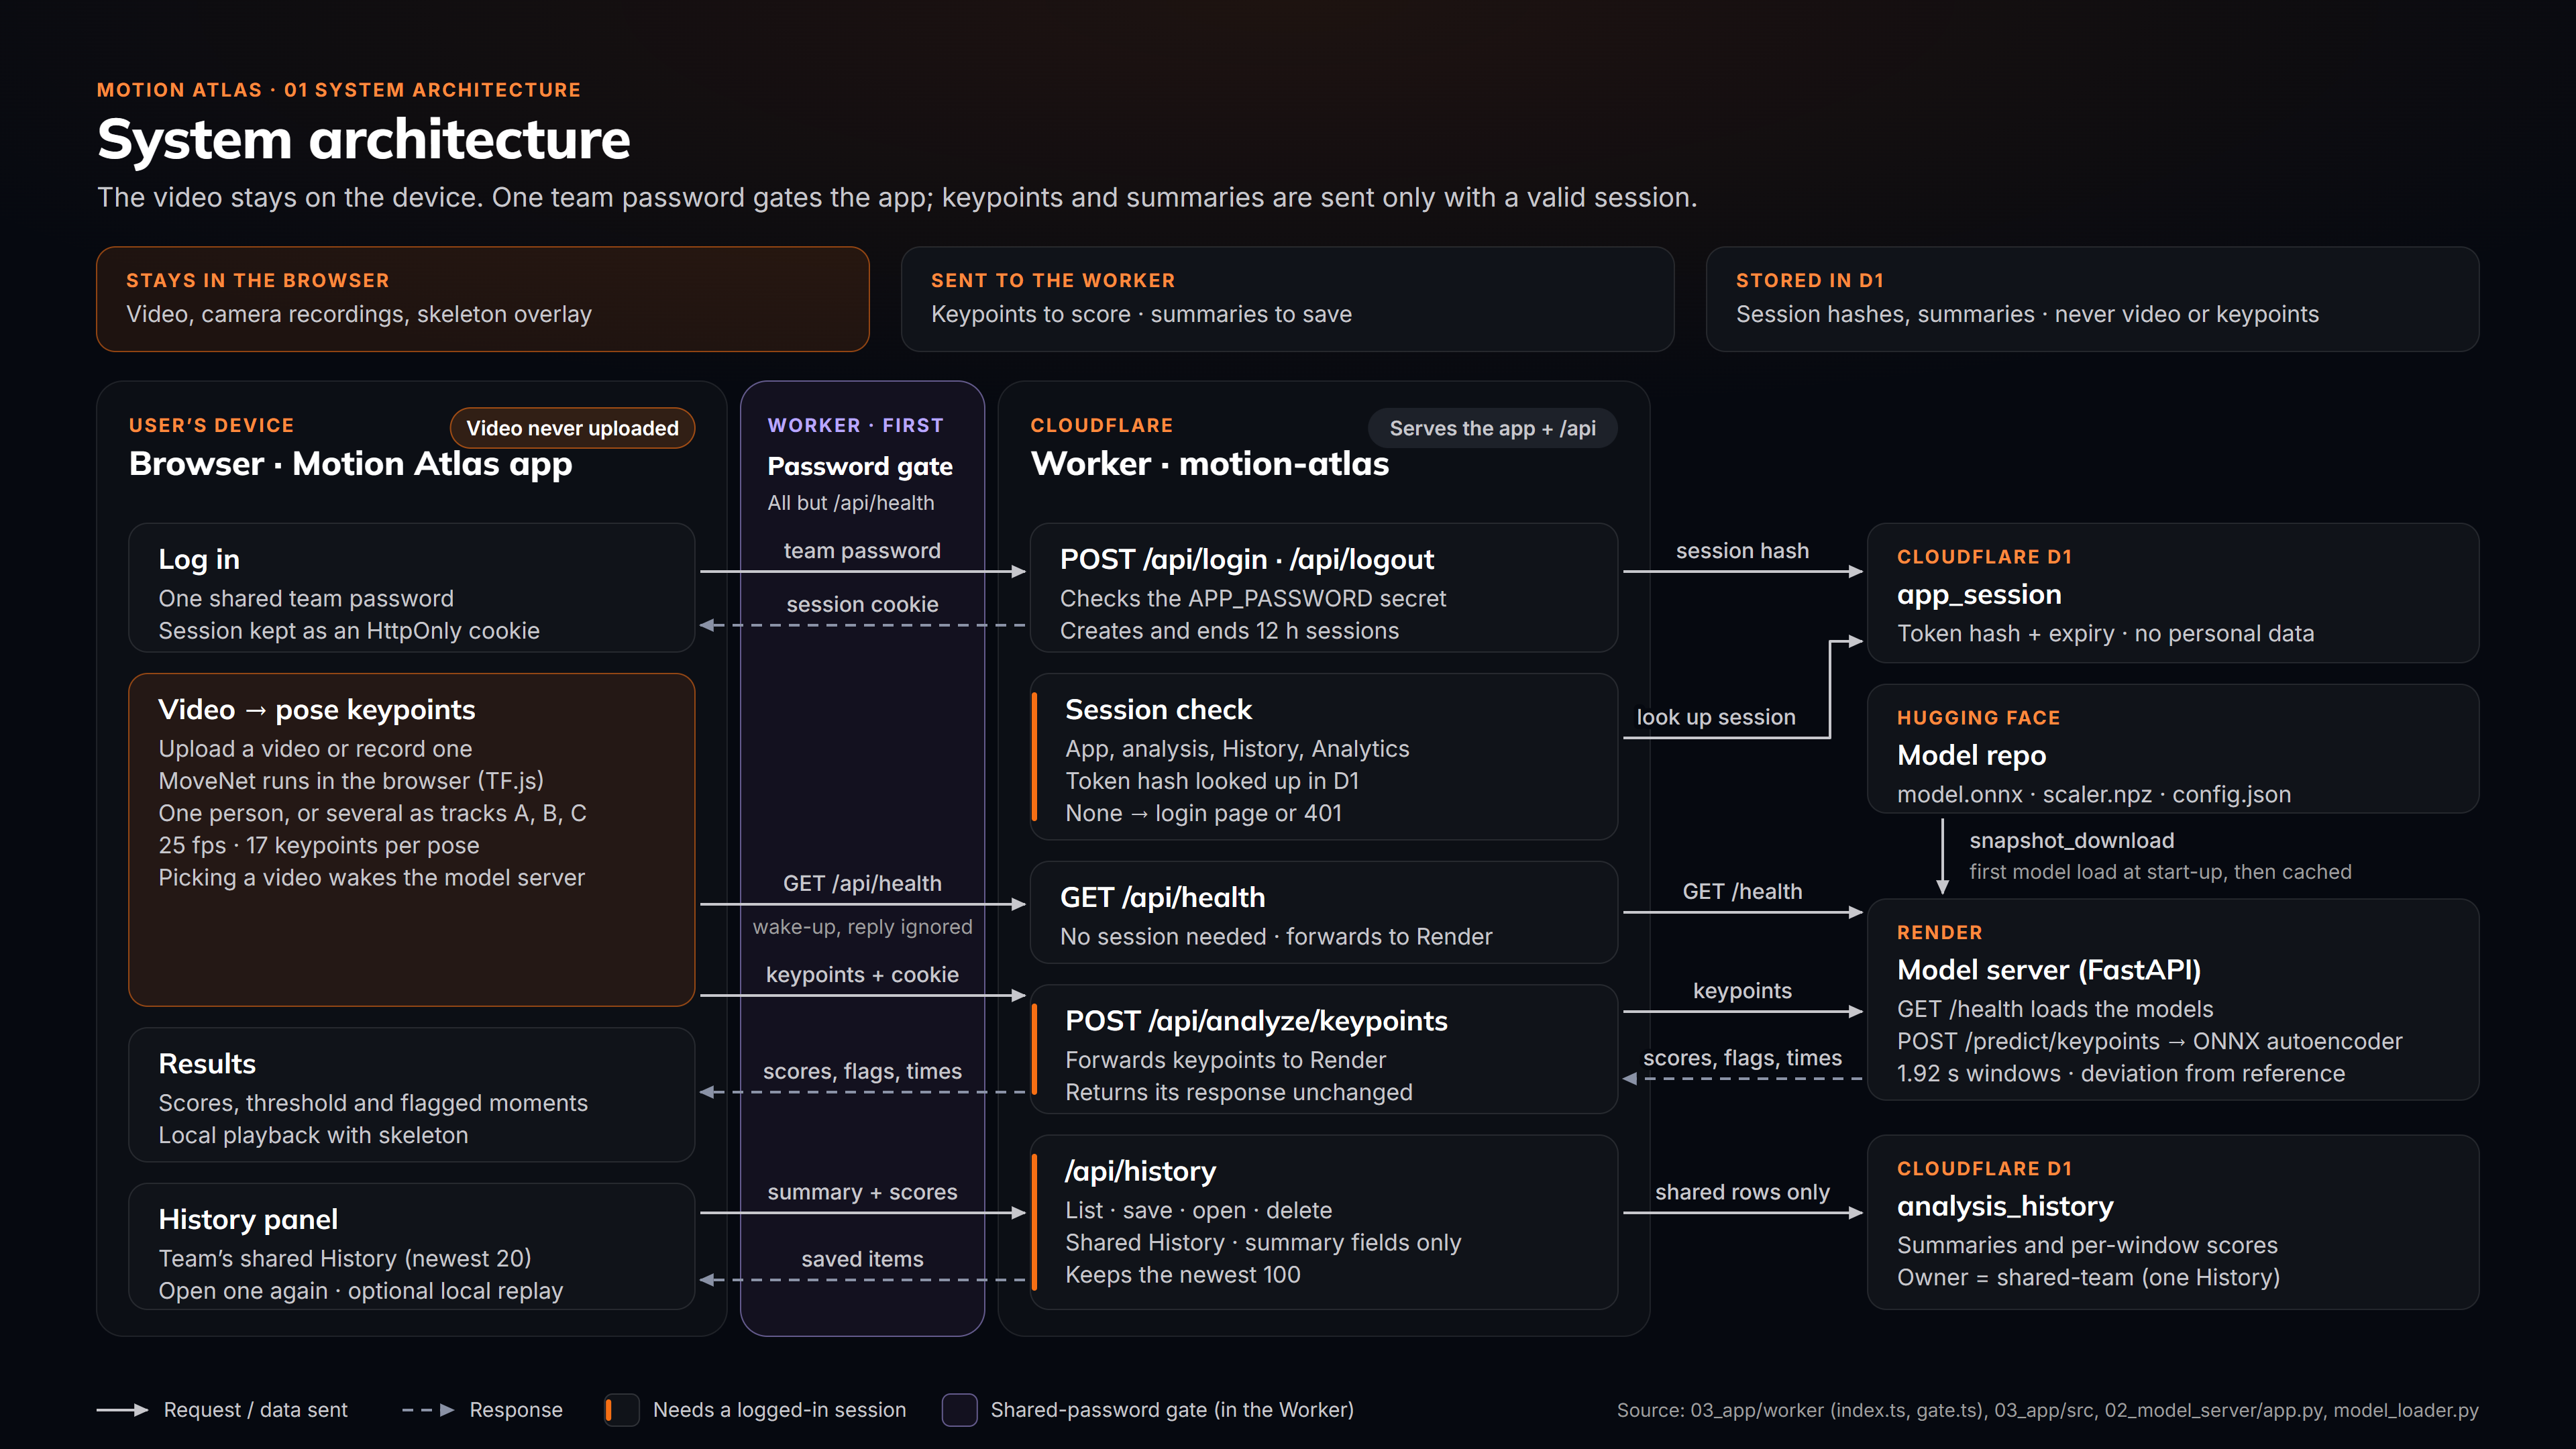 MOTION ATLAS · 01 SYSTEM ARCHITECTURE
System architecture
The video stays on the device. One team password gates the app; keypoints and summaries are sent only with a valid session.
STAYS IN THE BROWSER
Video, camera recordings, skeleton overlay
SENT TO THE WORKER
Keypoints to score · summaries to save
STORED IN D1
Session hashes, summaries · never video or keypoints
USER’S DEVICE
Video never uploaded
Browser · Motion Atlas app
Log in
One shared team password
Session kept as an HttpOnly cookie
Video → pose keypoints
Upload a video or record one
MoveNet runs in the browser (TF.js)
One person, or several as tracks A, B, C
25 fps · 17 keypoints per pose
Picking a video wakes the model server
Results
Scores, threshold and flagged moments
Local playback with skeleton
History panel
Team’s shared History (newest 20)
Open one again · optional local replay
WORKER · FIRST
Password gate
All but /api/health
team password
session cookie
GET /api/health
wake-up, reply ignored
keypoints + cookie
scores, flags, times
summary + scores
saved items
CLOUDFLARE
Serves the app + /api
Worker · motion-atlas
POST /api/login · /api/logout
Checks the APP_PASSWORD secret
Creates and ends 12 h sessions
Session check
App, analysis, History, Analytics
Token hash looked up in D1
None → login page or 401
GET /api/health
No session needed · forwards to Render
POST /api/analyze/keypoints
Forwards keypoints to Render
Returns its response unchanged
/api/history
List · save · open · delete
Shared History · summary fields only
Keeps the newest 100
session hash
look up session
GET /health
keypoints
scores, flags, times
shared rows only
CLOUDFLARE D1
app_session
Token hash + expiry · no personal data
HUGGING FACE
Model repo
model.onnx · scaler.npz · config.json
snapshot_download
first model load at start-up, then cached
RENDER
Model server (FastAPI)
GET /health loads the models
POST /predict/keypoints → ONNX autoencoder
1.92 s windows · deviation from reference
CLOUDFLARE D1
analysis_history
Summaries and per-window scores
Owner = shared-team (one History)
Request / data sent
Response
Needs a logged-in session
Shared-password gate (in the Worker)
Source: 03_app/worker (index.ts, gate.ts), 03_app/src, 02_model_server/app.py, model_loader.py